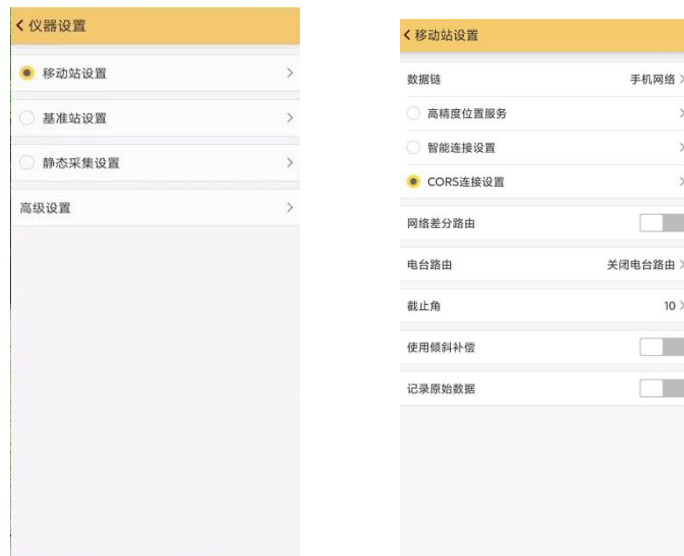 仪器设置
移动站设置
基准站设置
静态采集设置
高级设置
移动站设置
数据链 手机网络
高精度位置服务
智能连接设置
CORS连接设置
网络差分路由
电台路由 关闭电台路由
截止角 10
使用倾斜补偿
记录原始数据